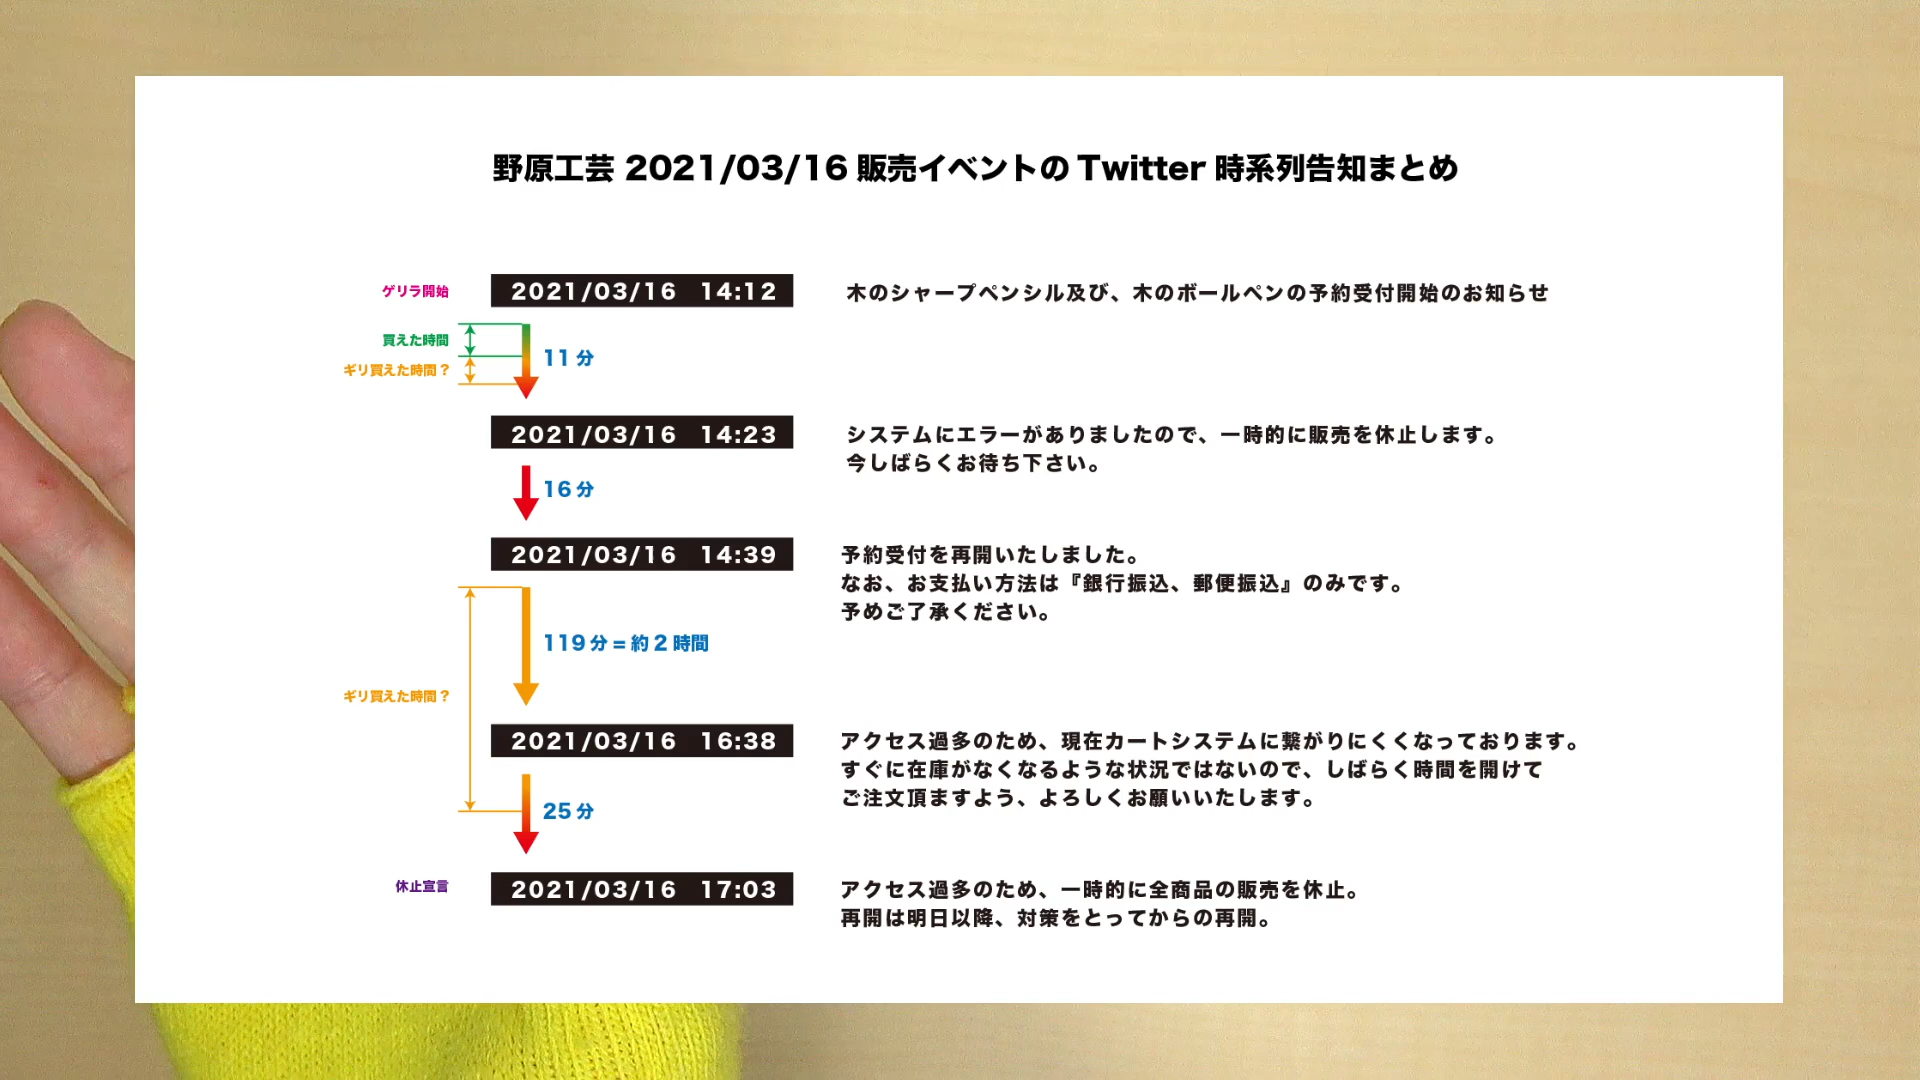 野原工芸 2021/03/16 販売イベントの Twitter 時系列告知まとめ
ゲリラ開始
2021/03/16 14:12
木のシャープペンシル及び、木のボールペンの予約受付開始のお知らせ
買えた時間
ギリ買えた時間？
11 分
2021/03/16 14:23
システムにエラーがありましたので、一時的に販売を休止します。
今しばらくお待ち下さい。
16 分
2021/03/16 14:39
予約受付を再開いたしました。
なお、お支払い方法は『銀行振込、郵便振込』のみです。
予めご了承ください。
119 分 = 約 2 時間
ギリ買えた時間？
2021/03/16 16:38
アクセス過多のため、現在カートシステムに繋がりにくくなっております。
すぐに在庫がなくなるような状況ではないので、しばらく時間を開けて
ご注文頂ますよう、よろしくお願いいたします。
25 分
休止宣言
2021/03/16 17:03
アクセス過多のため、一時的に全商品の販売を休止。
再開は明日以降、対策をとってからの再開。